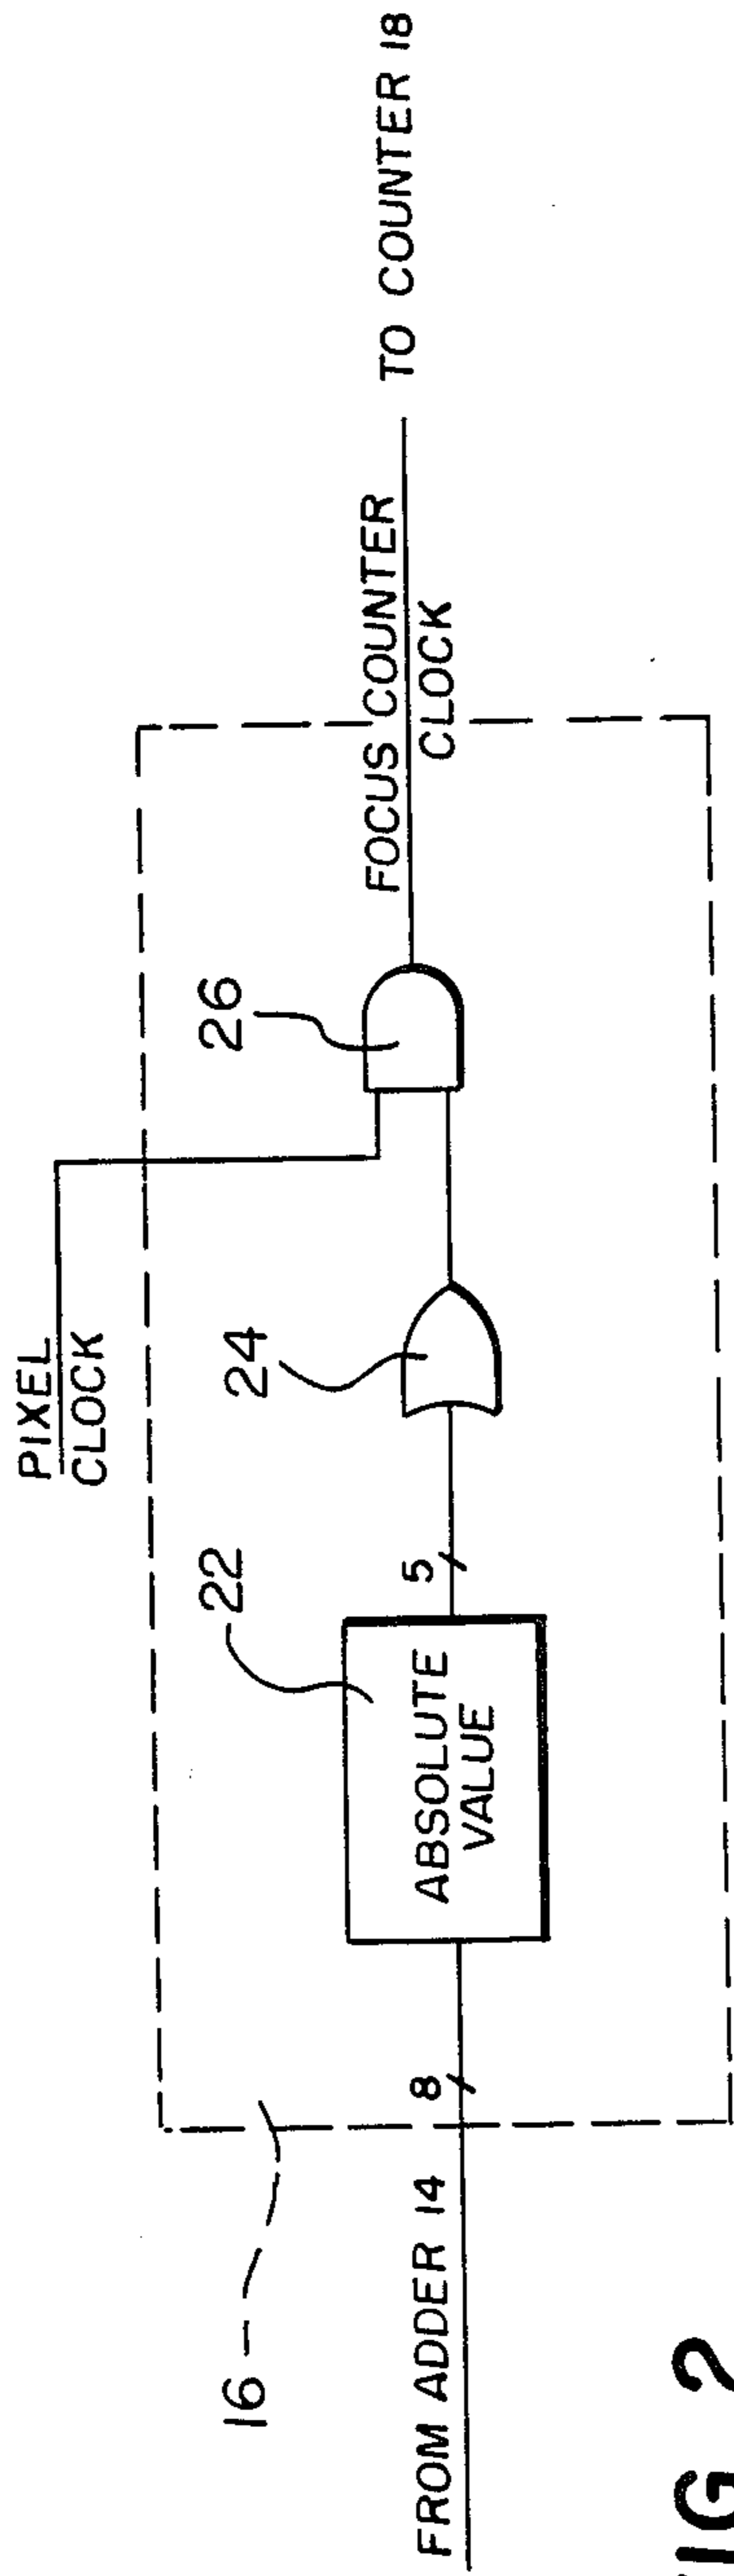 PIXEL
CLOCK
16
22
24
26
FROM ADDER 14
8
ABSOLUTE
VALUE
5
FOCUS COUNTER
CLOCK
TO COUNTER 18
IG 2